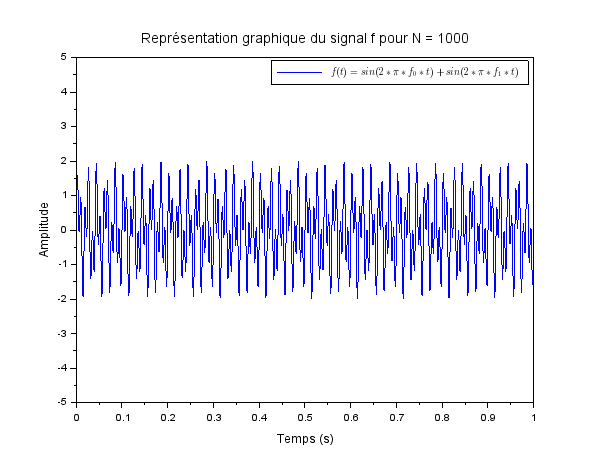 Représentation graphique du signal f pour N = 1000
f(t) = sin(2 * π * f₀ * t) + sin(2 * π * f₁ * t)
Amplitude
5
4
3
2
1
0
-1
-2
-3
-4
-5
0 0.1 0.2 0.3 0.4 0.5 0.6 0.7 0.8 0.9 1
Temps (s)